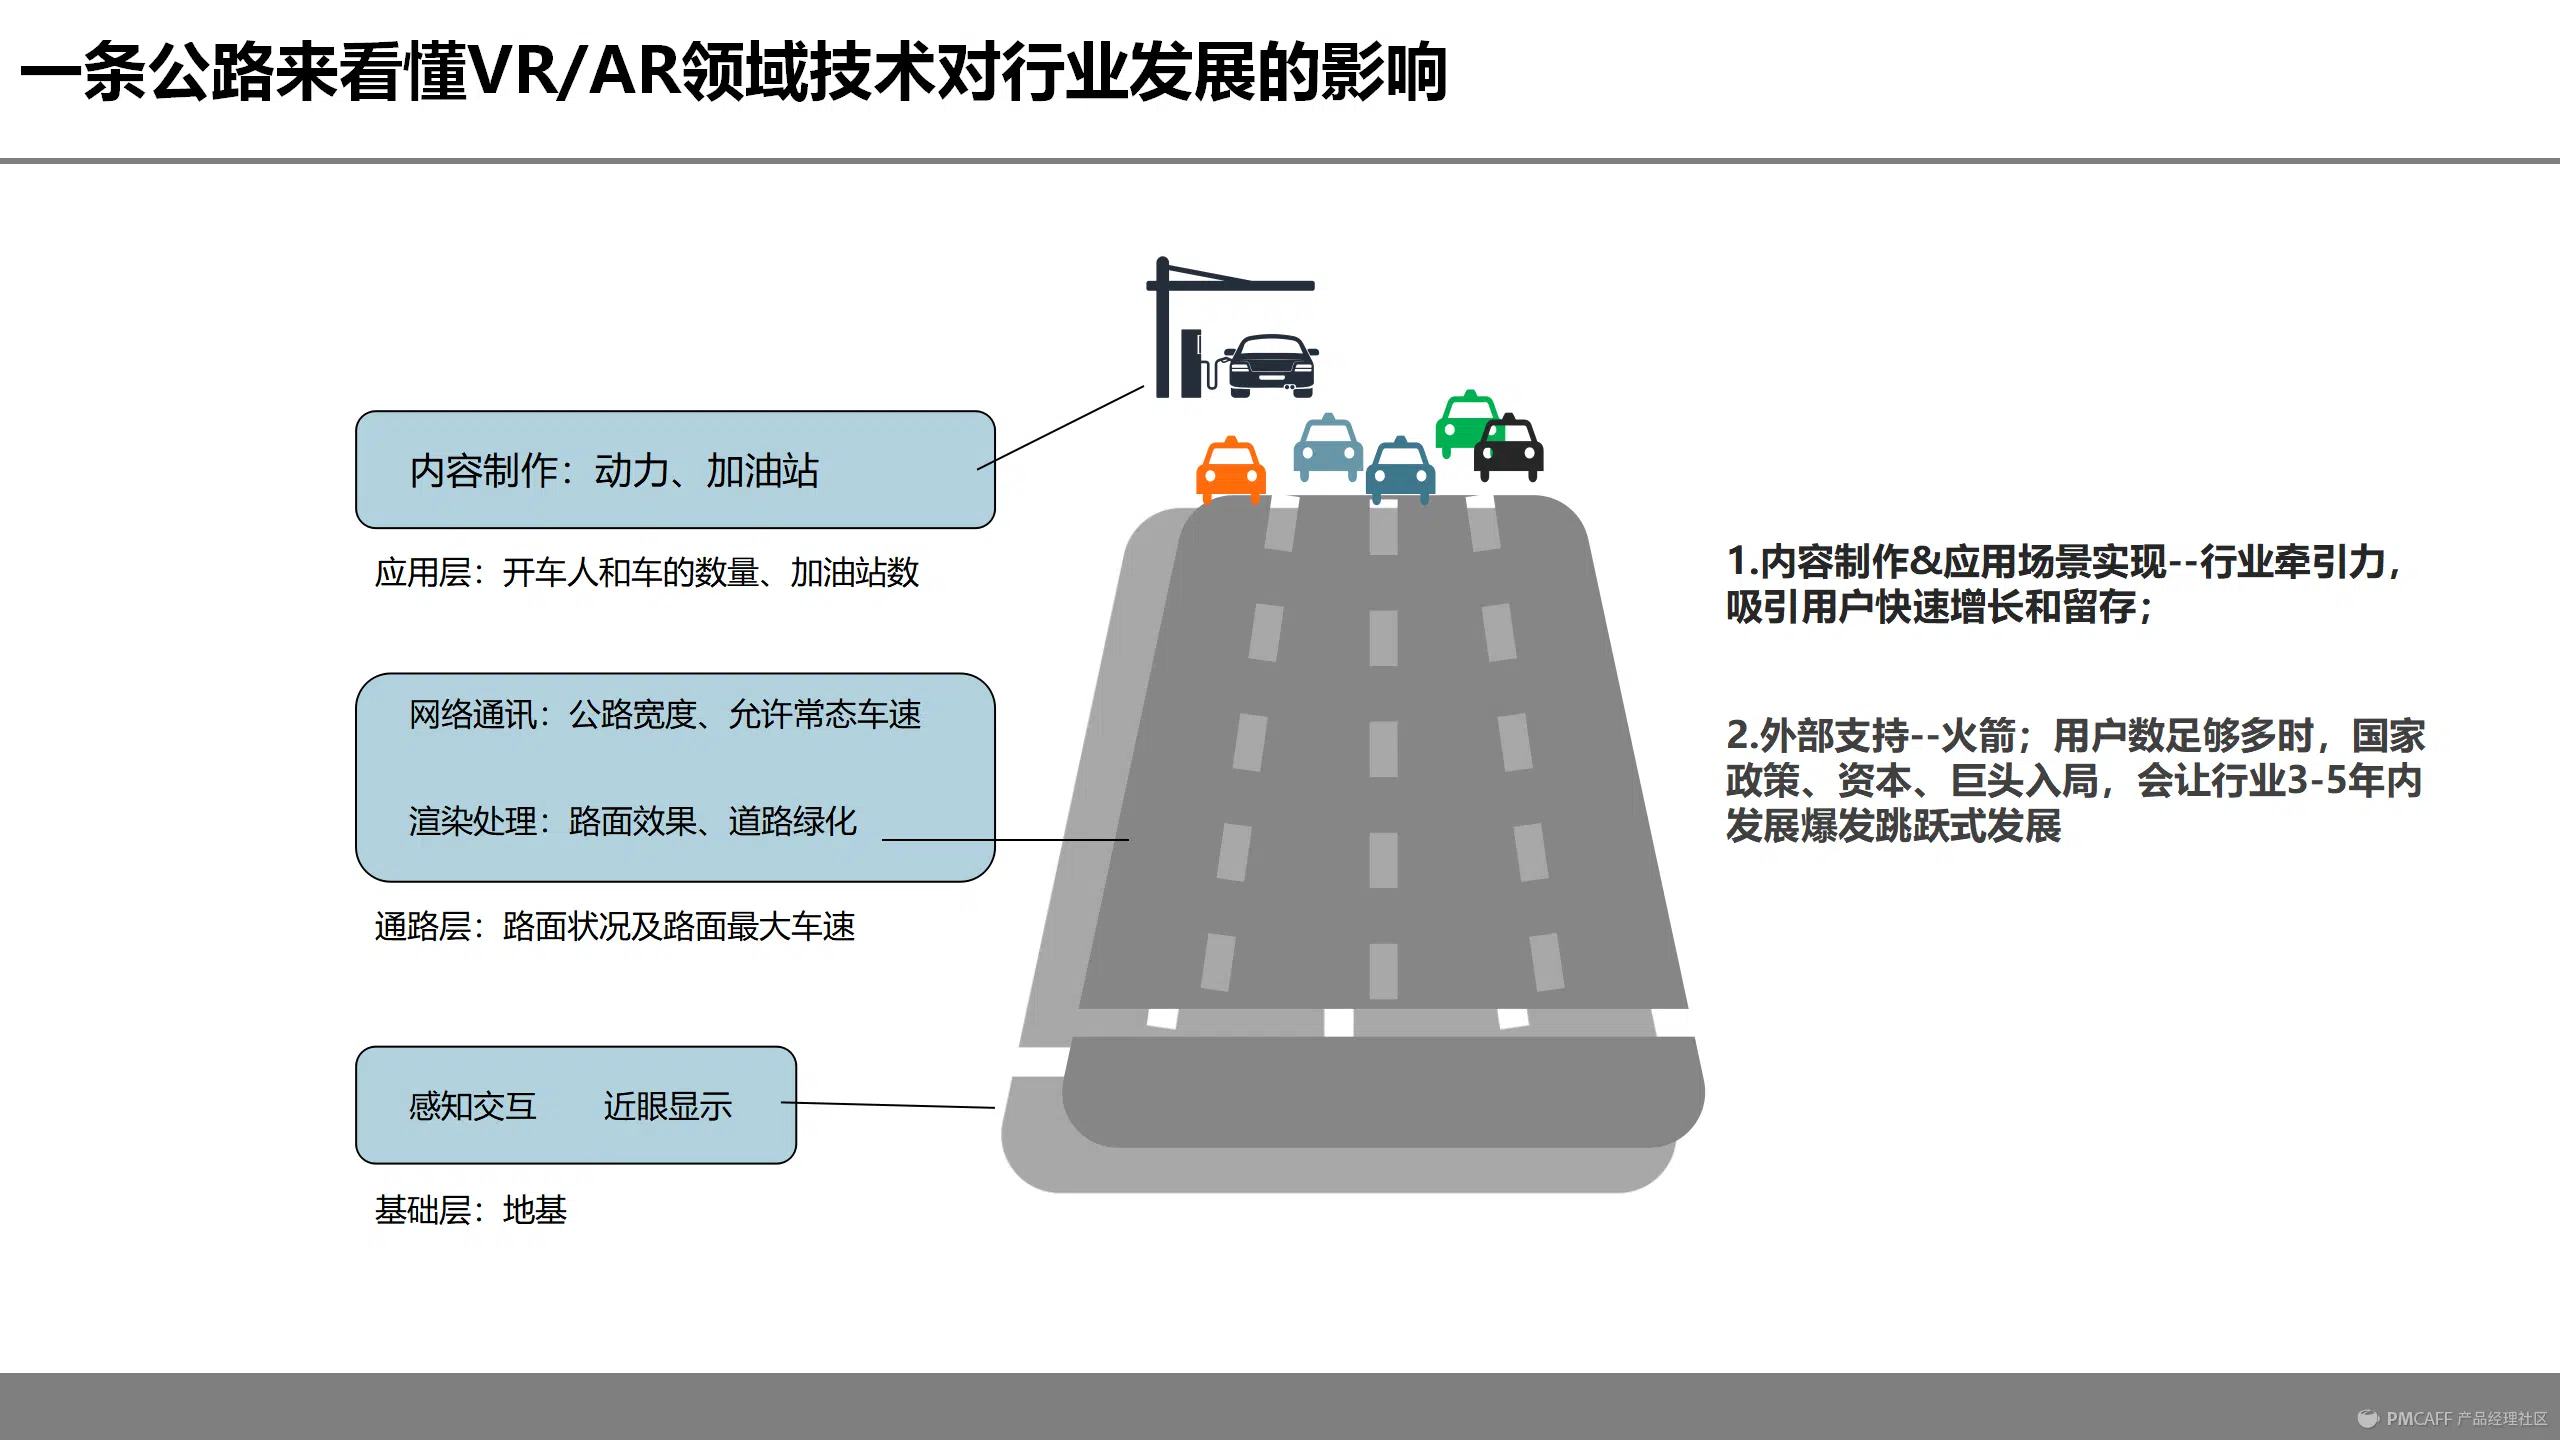 一条公路来看懂VR/AR领域技术对行业发展的影响
内容制作：动力、加油站
应用层：开车人和车的数量、加油站数
网络通讯：公路宽度、允许常态车速
渲染处理：路面效果、道路绿化
通路层：路面状况及路面最大车速
感知交互 近眼显示
基础层：地基
1.内容制作&应用场景实现--行业牵引力，
吸引用户快速增长和留存；
2.外部支持--火箭；用户数足够多时，国家
政策、资本、巨头入局，会让行业3-5年内
发展爆发跳跃式发展
PMCAFF 产品经理社区